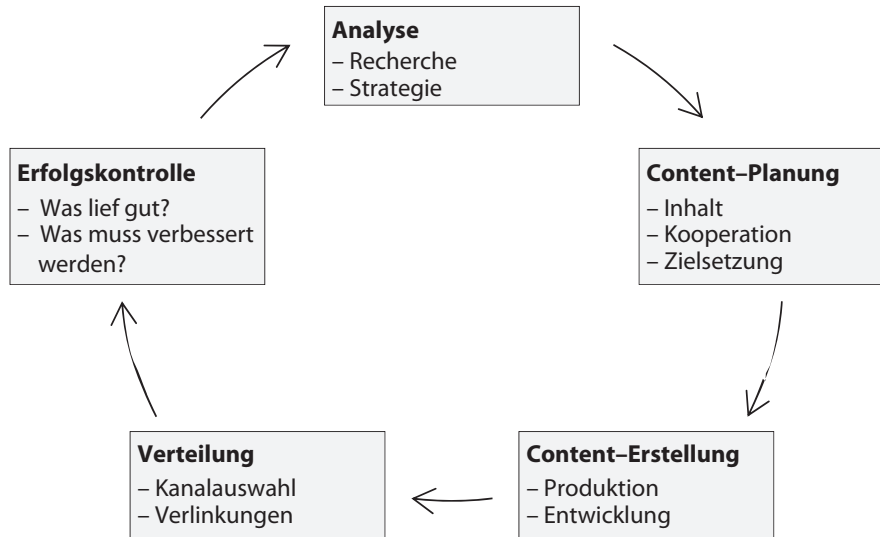 Analyse
– Recherche
– Strategie
Content–Planung
– Inhalt
– Kooperation
– Zielsetzung
Content–Erstellung
– Produktion
– Entwicklung
Verteilung
– Kanalauswahl
– Verlinkungen
Erfolgskontrolle
– Was lief gut?
– Was muss verbessert
werden?